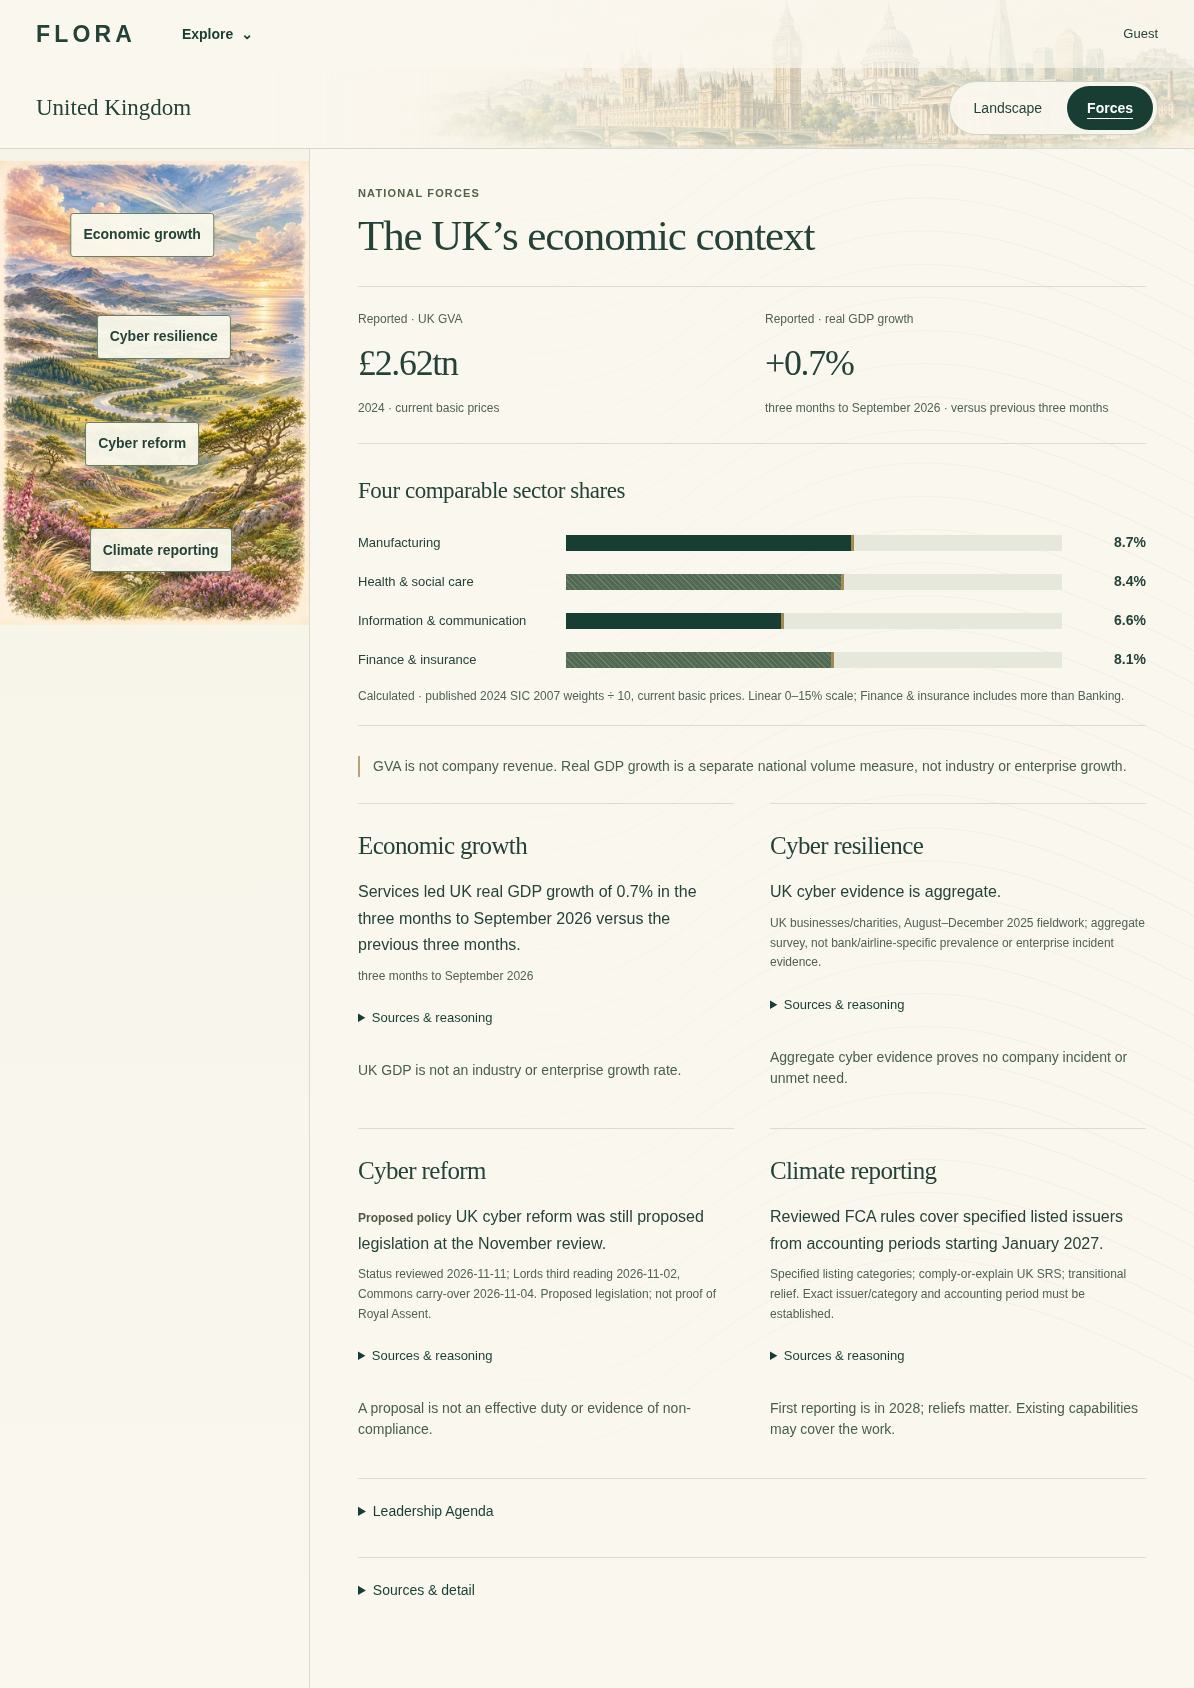 FLORA
Explore
Guest
United Kingdom
Landscape
Forces
Economic growth
Cyber resilience
Cyber reform
Climate reporting
NATIONAL FORCES
The UK’s economic context
Reported · UK GVA
£2.62tn
2024 · current basic prices
Reported · real GDP growth
+0.7%
three months to September 2026 · versus previous three months
Four comparable sector shares
Manufacturing 8.7%
Health & social care 8.4%
Information & communication 6.6%
Finance & insurance 8.1%
Calculated · published 2024 SIC 2007 weights ÷ 10, current basic prices. Linear 0–15% scale; Finance & insurance includes more than Banking.
GVA is not company revenue. Real GDP growth is a separate national volume measure, not industry or enterprise growth.
Economic growth
Services led UK real GDP growth of 0.7% in the
three months to September 2026 versus the
previous three months.
three months to September 2026
Sources & reasoning
UK GDP is not an industry or enterprise growth rate.
Cyber resilience
UK cyber evidence is aggregate.
UK businesses/charities, August–December 2025 fieldwork; aggregate
survey, not bank/airline-specific prevalence or enterprise incident
evidence.
Sources & reasoning
Aggregate cyber evidence proves no company incident or
unmet need.
Cyber reform
Proposed policy UK cyber reform was still proposed
legislation at the November review.
Status reviewed 2026-11-11; Lords third reading 2026-11-02,
Commons carry-over 2026-11-04. Proposed legislation; not proof of
Royal Assent.
Sources & reasoning
A proposal is not an effective duty or evidence of non-
compliance.
Climate reporting
Reviewed FCA rules cover specified listed issuers
from accounting periods starting January 2027.
Specified listing categories; comply-or-explain UK SRS; transitional
relief. Exact issuer/category and accounting period must be
established.
Sources & reasoning
First reporting is in 2028; reliefs matter. Existing capabilities
may cover the work.
Leadership Agenda
Sources & detail